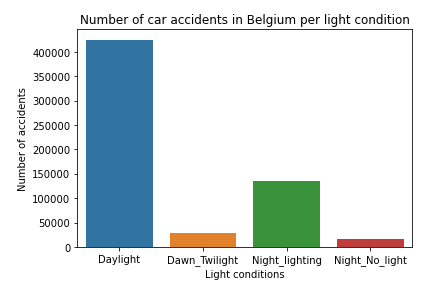 Number of car accidents in Belgium per light condition
Number of accidents
400000
350000
300000
250000
200000
150000
100000
50000
0
Daylight Dawn_Twilight Night_lighting Night_No_light
Light conditions